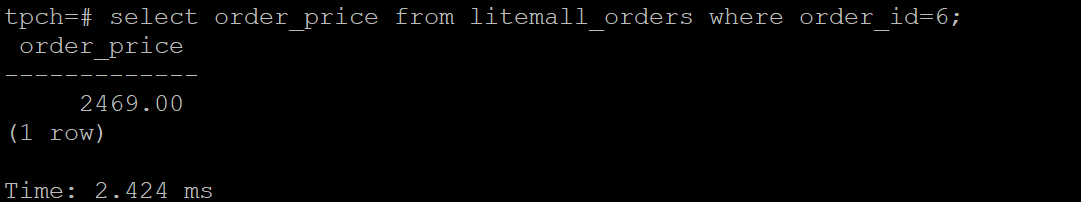 tpch=# select order_price from litemall_orders where order_id=6;
 order_price
-------------
     2469.00
(1 row)

Time: 2.424 ms